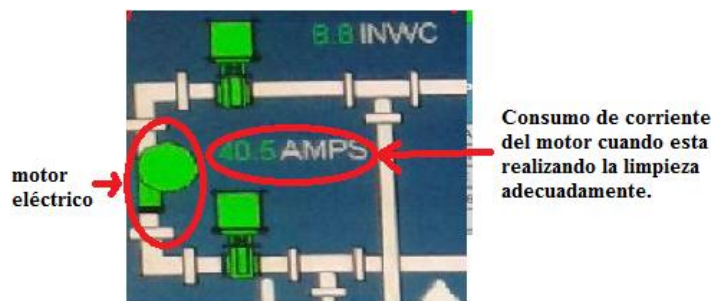 8.8 INWC
40.5 AMPS
Consumo de corriente
del motor cuando esta
realizando la limpieza
adecuadamente.
motor
eléctrico